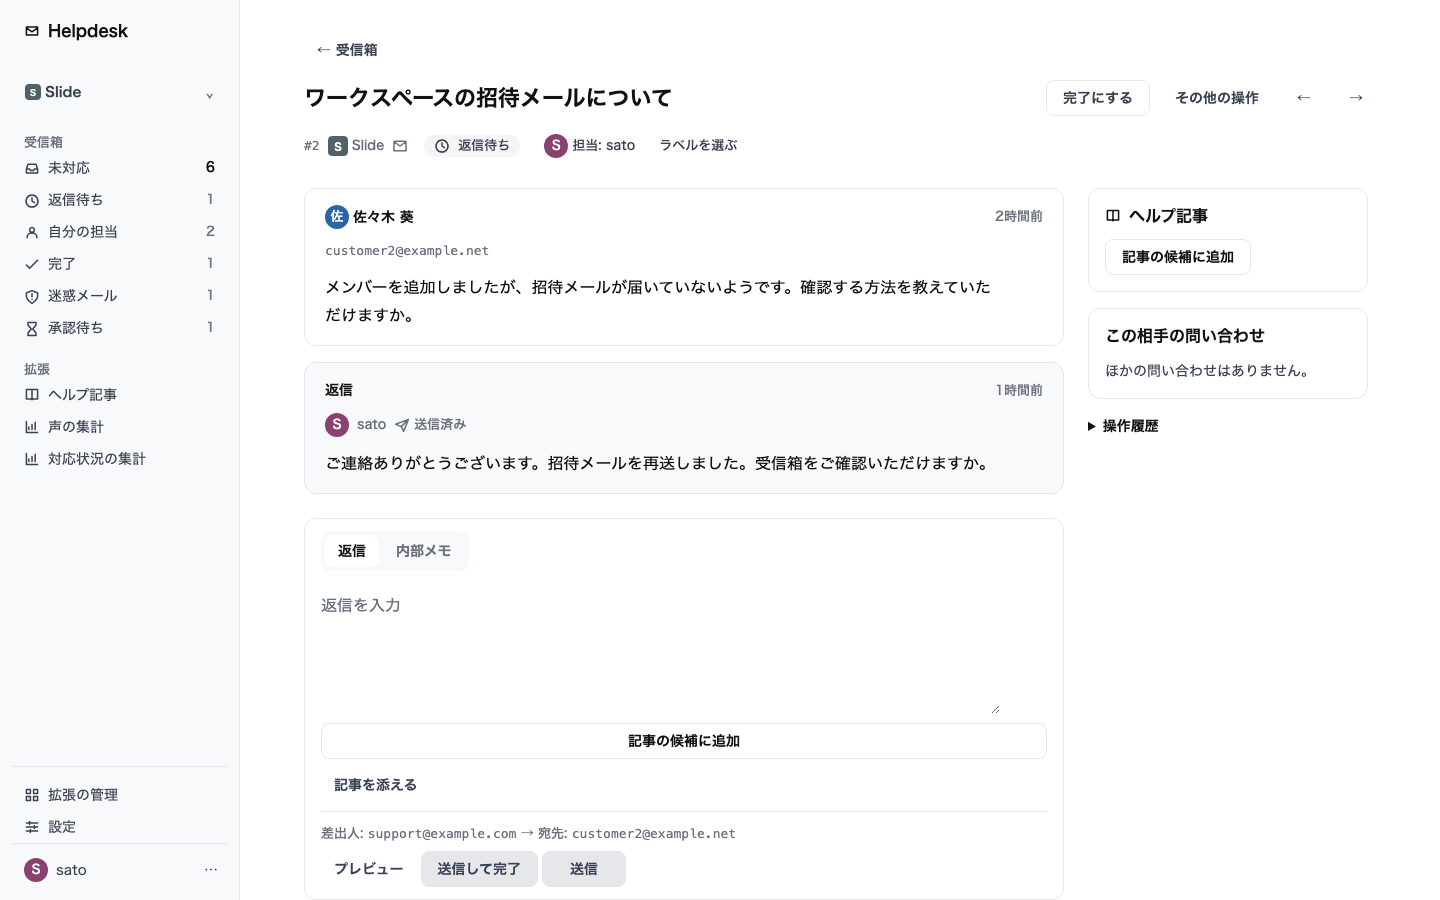 Helpdesk
S Slide
受信箱
未対応 6
返信待ち 1
自分の担当 2
完了 1
迷惑メール 1
承認待ち 1
拡張
ヘルプ記事
声の集計
対応状況の集計
拡張の管理
設定
S sato …
← 受信箱
ワークスペースの招待メールについて
完了にする その他の操作 ← →
#2 S Slide 返信待ち S 担当: sato ラベルを選ぶ
佐 佐々木 葵 2時間前
customer2@example.net
メンバーを追加しましたが、招待メールが届いていないようです。確認する方法を教えていた
だけますか。
返信 1時間前
S sato 送信済み
ご連絡ありがとうございます。招待メールを再送しました。受信箱をご確認いただけますか。
返信 内部メモ
返信を入力
記事の候補に追加
記事を添える
差出人: support@example.com → 宛先: customer2@example.net
プレビュー 送信して完了 送信
ヘルプ記事
記事の候補に追加
この相手の問い合わせ
ほかの問い合わせはありません。
▶ 操作履歴